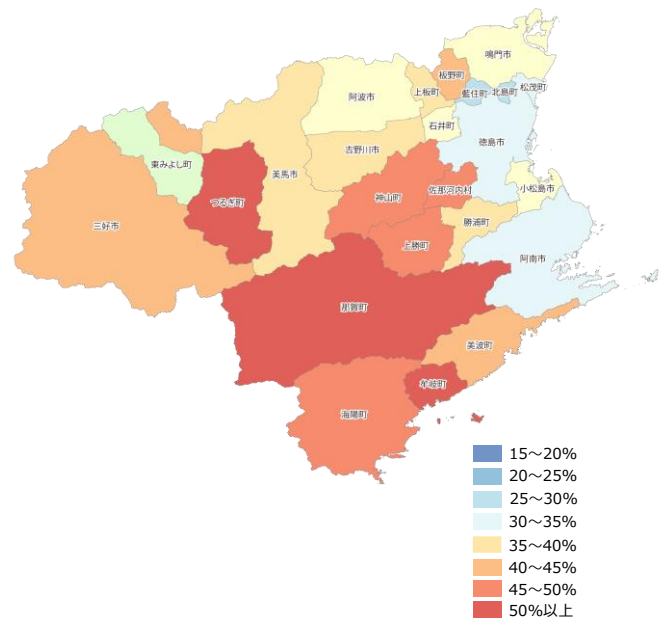 鳴門市
板野町
松茂町
上板町
藍住町
北島町
阿波市
石井町
徳島市
吉野川市
東みよし町
美馬市
つるぎ町
神山町
佐那河内村
小松島市
三好市
勝浦町
上勝町
阿南市
那賀町
美波町
牟岐町
海陽町
15～20%
20～25%
25～30%
30～35%
35～40%
40～45%
45～50%
50%以上